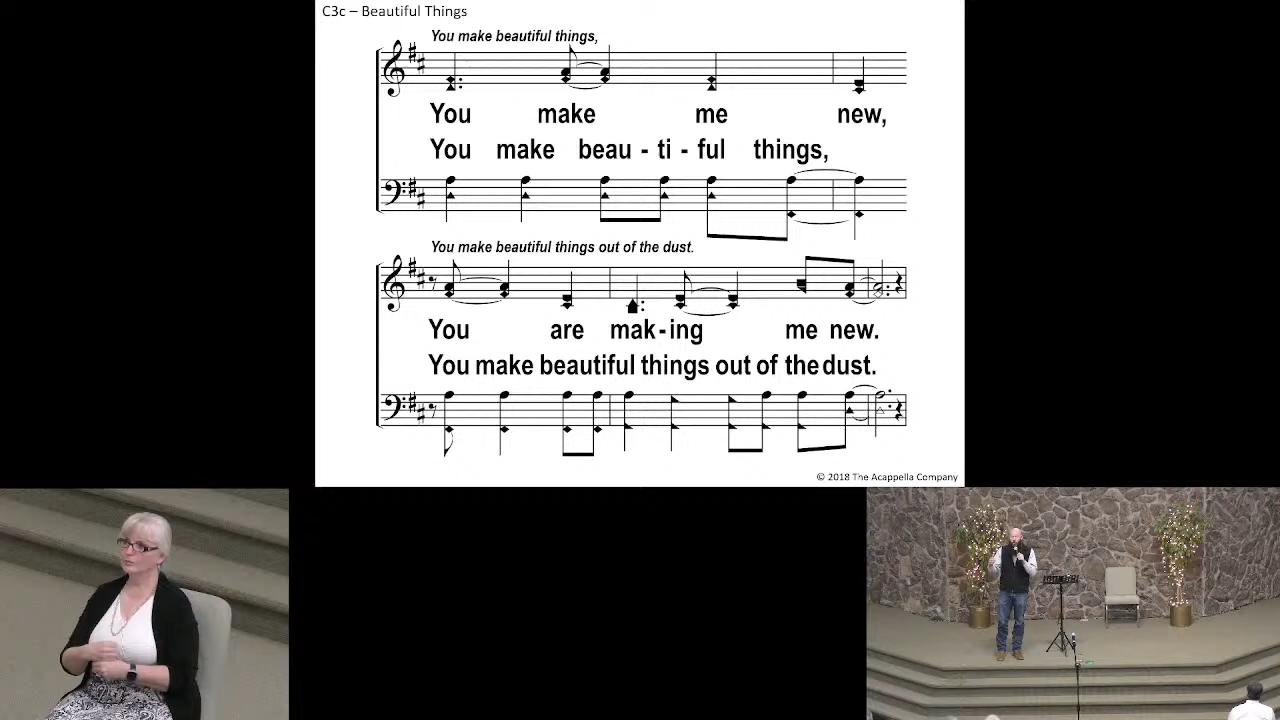 C3c – Beautiful Things
You make beautiful things,
You make me new,
You make beau - ti - ful things,
You make beautiful things out of the dust.
You are mak - ing me new.
You make beautiful things out of the dust.
© 2018 The Acappella Company